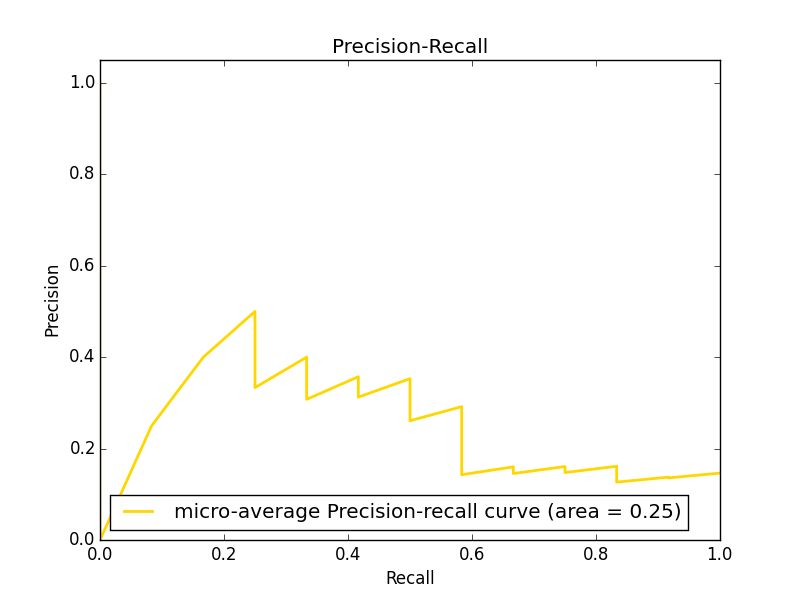 Precision-Recall
1.0
0.8
0.6
0.4
0.2
0.0
Precision
micro-average Precision-recall curve (area = 0.25)
0.0 0.2 0.4 0.6 0.8 1.0
Recall